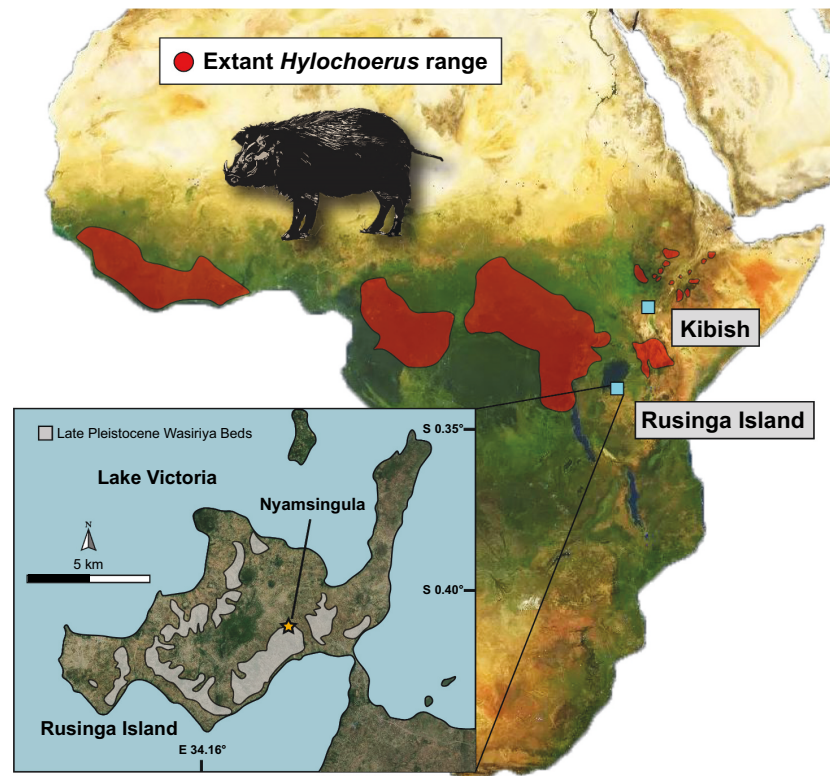 Extant Hylochoerus range
Kibish
Rusinga Island
Late Pleistocene Wasiriya Beds
S 0.35°
Lake Victoria
Nyamsingula
N
5 km
S 0.40°
Rusinga Island
E 34.16°